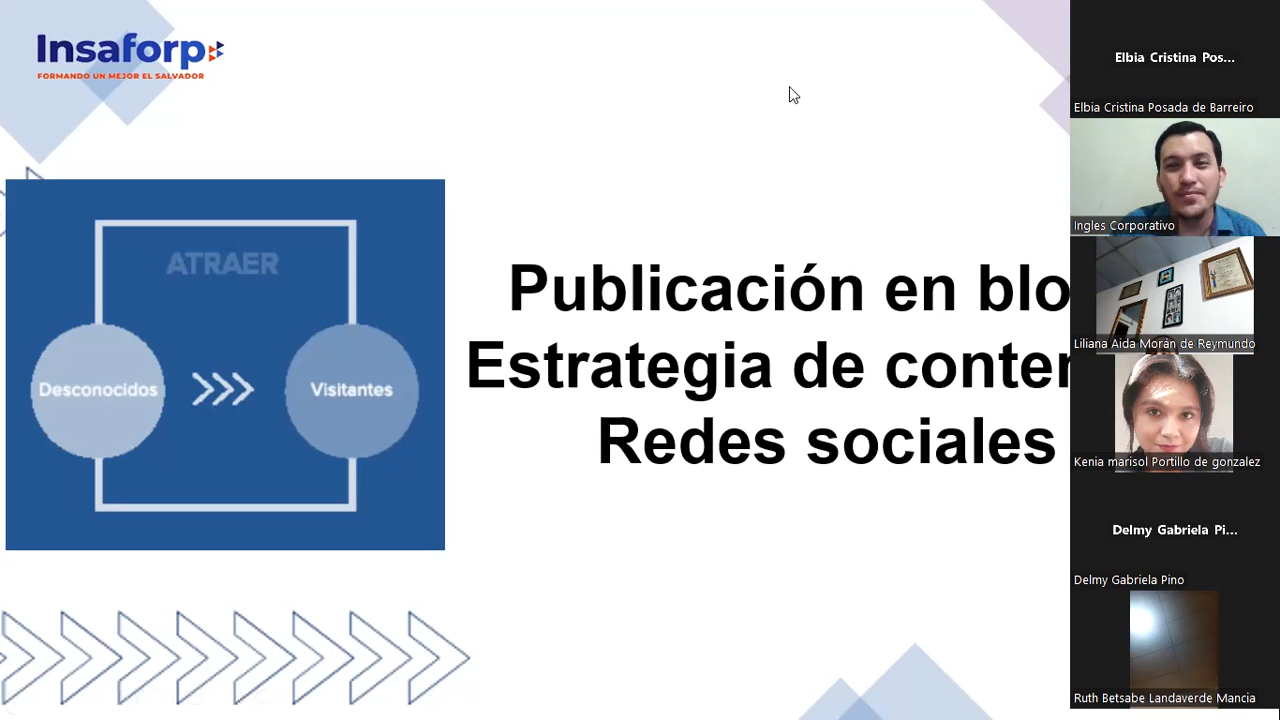 Insaforp
FORMANDO UN MEJOR EL SALVADOR
ATRAER
Desconocidos
Visitantes
Publicación en blo
Estrategia de conten
Redes sociales
Elbia Cristina Pos...
Elbia Cristina Posada de Barreiro
Ingles Corporativo
Liliana Aida Morán de Reymundo
Kenia marisol Portillo de gonzalez
Delmy Gabriela Pi...
Delmy Gabriela Pino
Ruth Betsabe Landaverde Mancia